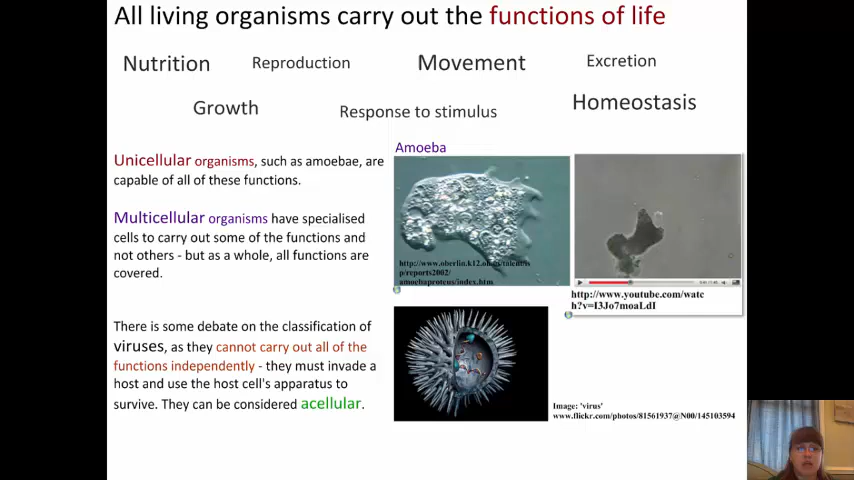 All living organisms carry out the functions of life
Nutrition Reproduction Movement Excretion
Growth Response to stimulus Homeostasis
Unicellular organisms, such as amoebae, are
capable of all of these functions.
Multicellular organisms have specialised
cells to carry out some of the functions and
not others - but as a whole, all functions are
covered.
There is some debate on the classification of
viruses, as they cannot carry out all of the
functions independently - they must invade a
host and use the host cell's apparatus to
survive. They can be considered acellular.
Amoeba
p/reports2002/
http://www.youtube.com/watc
h?v=I3Jo7moaLdI
Image: 'virus'
www.flickr.com/photos/81561937@N00/145103594